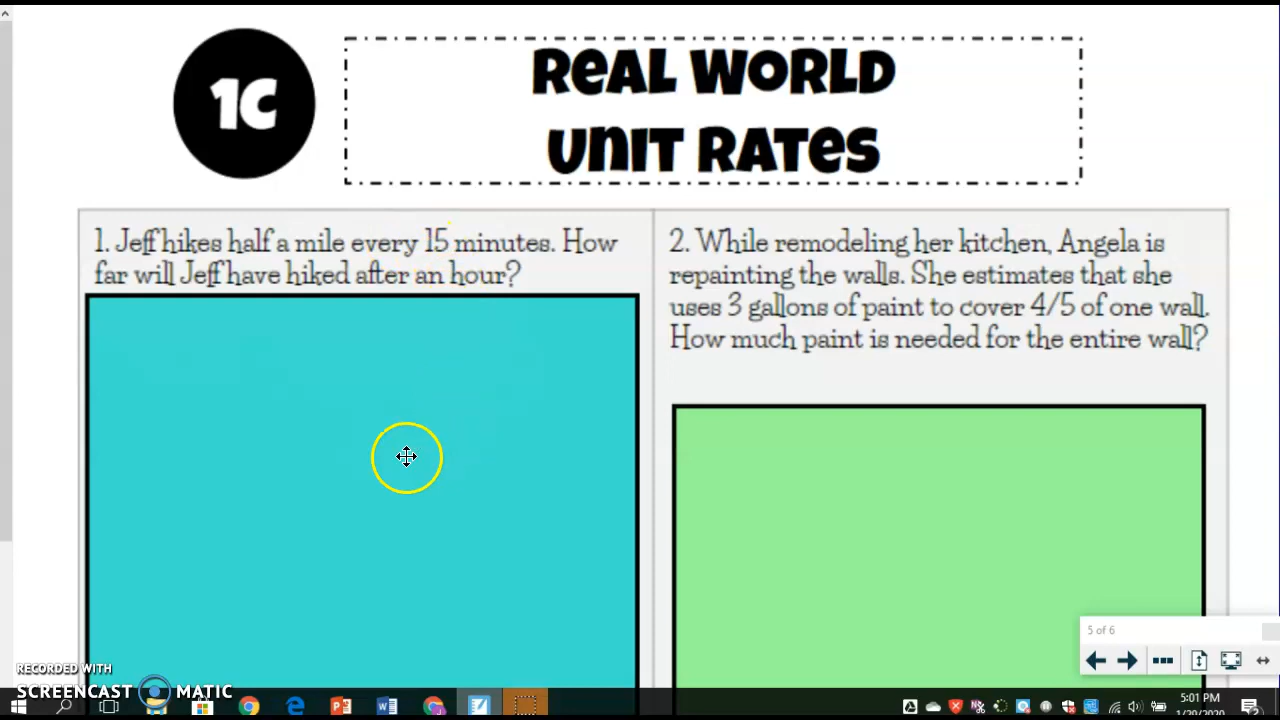 1C
REAL WORLD
UNIT RATES
1. Jeff hikes half a mile every 15 minutes. How
far will Jeff have hiked after an hour?
2. While remodeling her kitchen, Angela is
repainting the walls. She estimates that she
uses 3 gallons of paint to cover 4/5 of one wall.
How much paint is needed for the entire wall?
5 of 6
RECORDED WITH
SCREENCAST MATIC
5:01 PM
1/29/2020